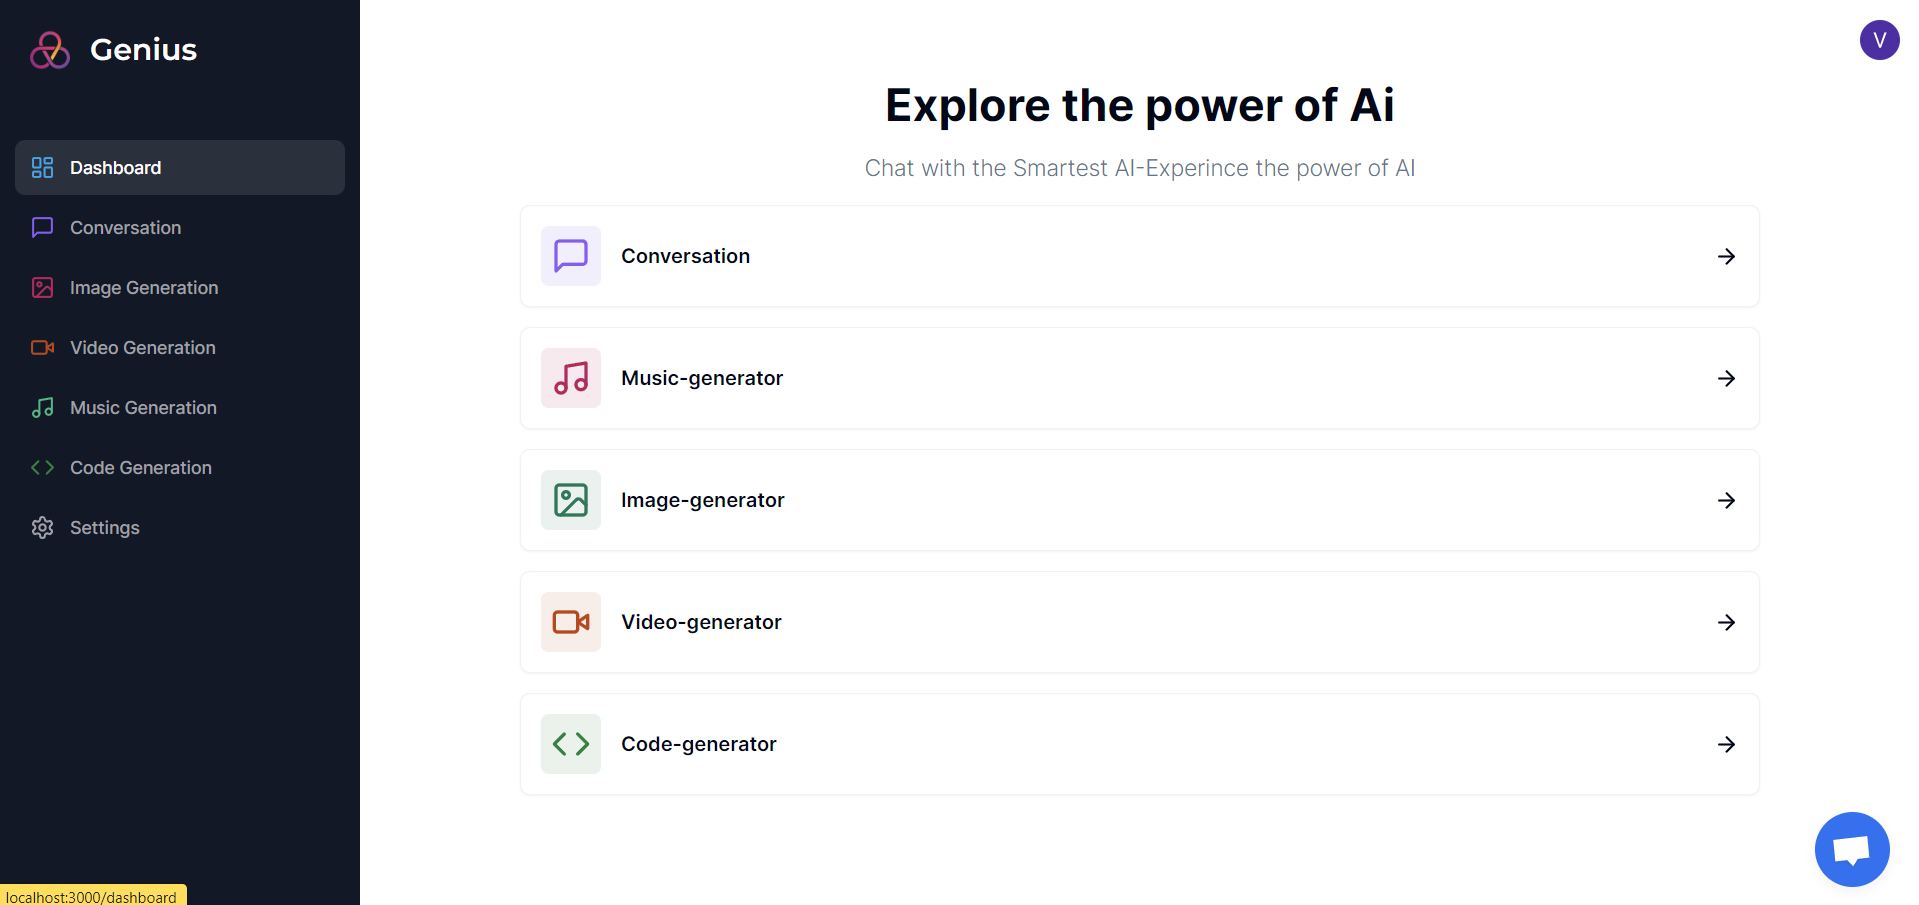 Genius
Dashboard
Conversation
Image Generation
Video Generation
Music Generation
Code Generation
Settings
localhost:3000/dashboard
V
Explore the power of Ai
Chat with the Smartest AI-Experince the power of AI
Conversation
Music-generator
Image-generator
Video-generator
Code-generator